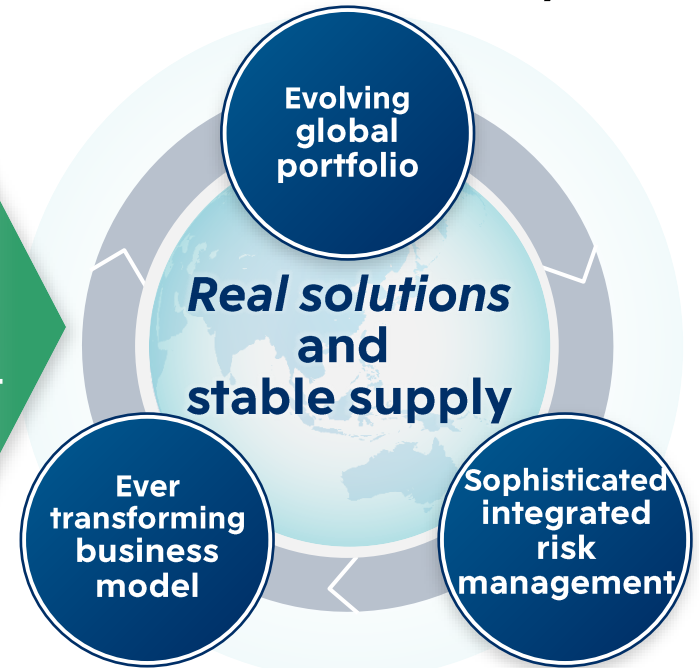 Evolving
global
portfolio
Real solutions
and
stable supply
Ever
transforming
business
model
Sophisticated
integrated
risk
management